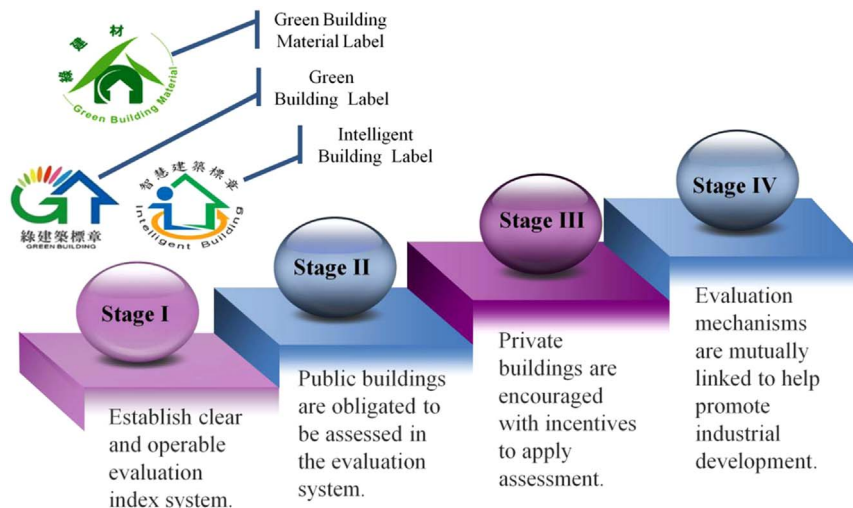 Green Building
Material Label
綠建材
Green Building Material
Green
Building Label
Intelligent
Building Label
綠建築標章
GREEN BUILDING
智慧建築標章
Intelligent Building
Stage I
Establish clear
and operable
evaluation
index system.
Stage II
Public buildings
are obligated to
be assessed in
the evaluation
system.
Stage III
Private
buildings are
encouraged
with incentives
to apply
assessment.
Stage IV
Evaluation
mechanisms
are mutually
linked to help
promote
industrial
development.